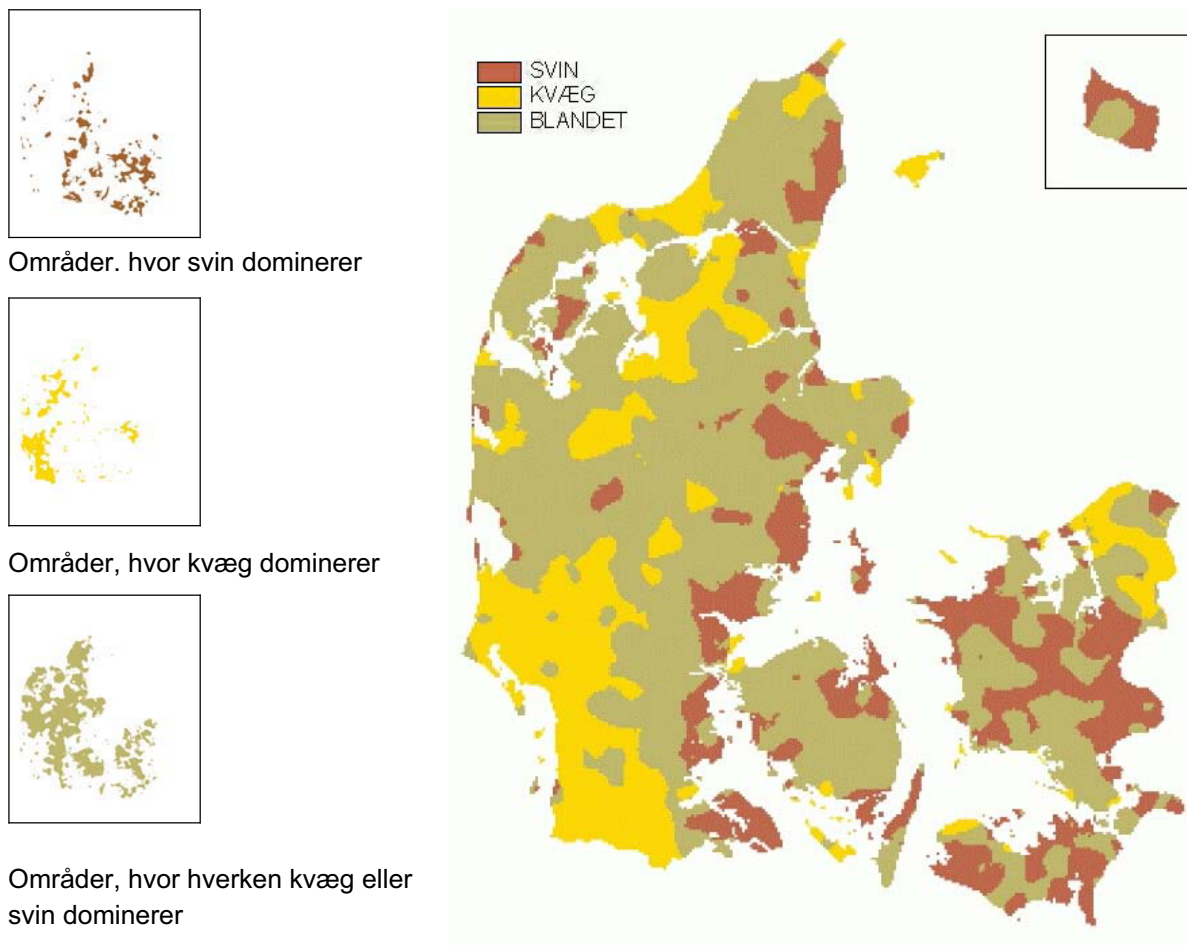 Områder. hvor svin dominerer
Områder, hvor kvæg dominerer
Områder, hvor hverken kvæg eller
svin dominerer
SVIN
KVÆG
BLANDET